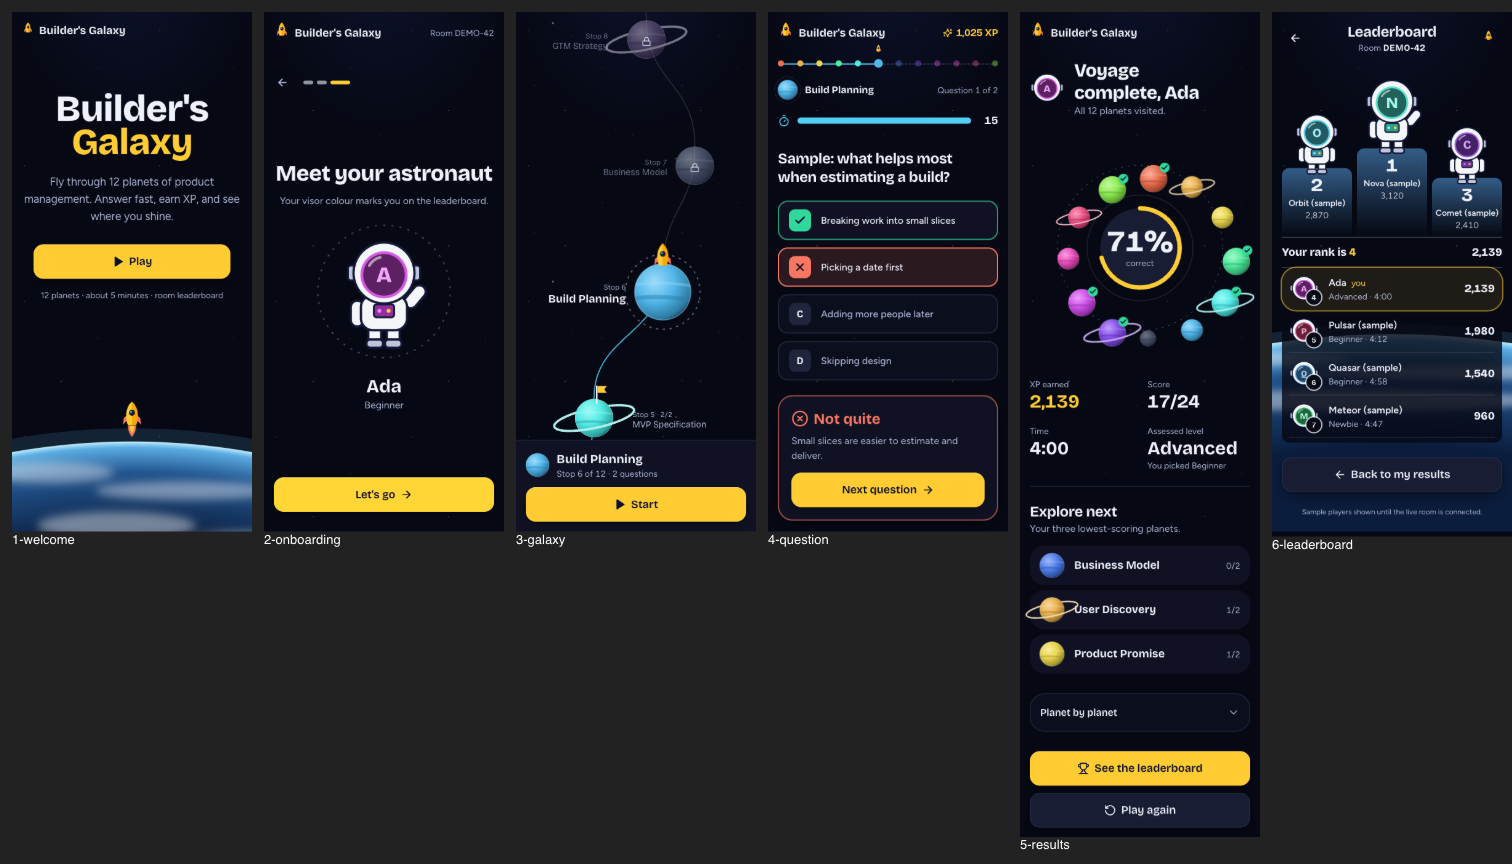 Builder's Galaxy
Builder's
Galaxy
Fly through 12 planets of product
management. Answer fast, earn XP, and see
where you shine.
Play
12 planets · about 5 minutes · room leaderboard
1-welcome
Builder's Galaxy
Room DEMO-42
Meet your astronaut
Your visor colour marks you on the leaderboard.
A
Ada
Beginner
Let's go →
2-onboarding
Stop 8
GTM Strategy
Stop 7
Business Model
Stop 6
Build Planning
Stop 5 · 2/2
MVP Specification
Build Planning
Stop 6 of 12 · 2 questions
Start
3-galaxy
Builder's Galaxy
1,025 XP
Build Planning
Question 1 of 2
15
Sample: what helps most
when estimating a build?
Breaking work into small slices
Picking a date first
C Adding more people later
D Skipping design
Not quite
Small slices are easier to estimate and
deliver.
Next question →
4-question
Builder's Galaxy
A
Voyage
complete, Ada
All 12 planets visited.
71%
correct
XP earned
2,139
Score
17/24
Time
4:00
Assessed level
Advanced
You picked Beginner
Explore next
Your three lowest-scoring planets.
Business Model 0/2
User Discovery 1/2
Product Promise 1/2
Planet by planet
See the leaderboard
Play again
5-results
←
Leaderboard
Room DEMO-42
O
N
C
2
Orbit (sample)
2,870
1
Nova (sample)
3,120
3
Comet (sample)
2,410
Your rank is 4 2,139
A 4 Ada you
Advanced · 4:00
2,139
P 5 Pulsar (sample)
Beginner · 4:12
1,980
Q 6 Quasar (sample)
Beginner · 4:58
1,540
M 7 Meteor (sample)
Newbie · 4:47
960
← Back to my results
Sample players shown until the live room is connected.
6-leaderboard